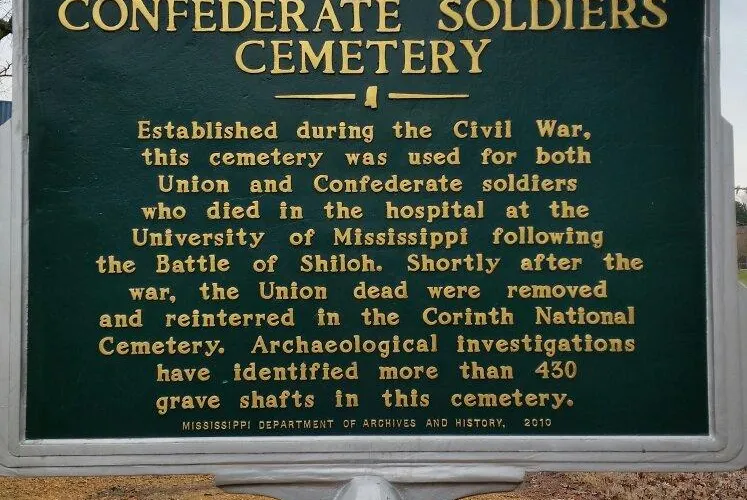 CONFEDERATE SOLDIERS
CEMETERY
Established during the Civil War,
this cemetery was used for both
Union and Confederate soldiers
who died in the hospital at the
University of Mississippi following
the Battle of Shiloh. Shortly after the
war, the Union dead were removed
and reinterred in the Corinth National
Cemetery. Archaeological investigations
have identified more than 430
grave shafts in this cemetery.
MISSISSIPPI DEPARTMENT OF ARCHIVES AND HISTORY, 2010